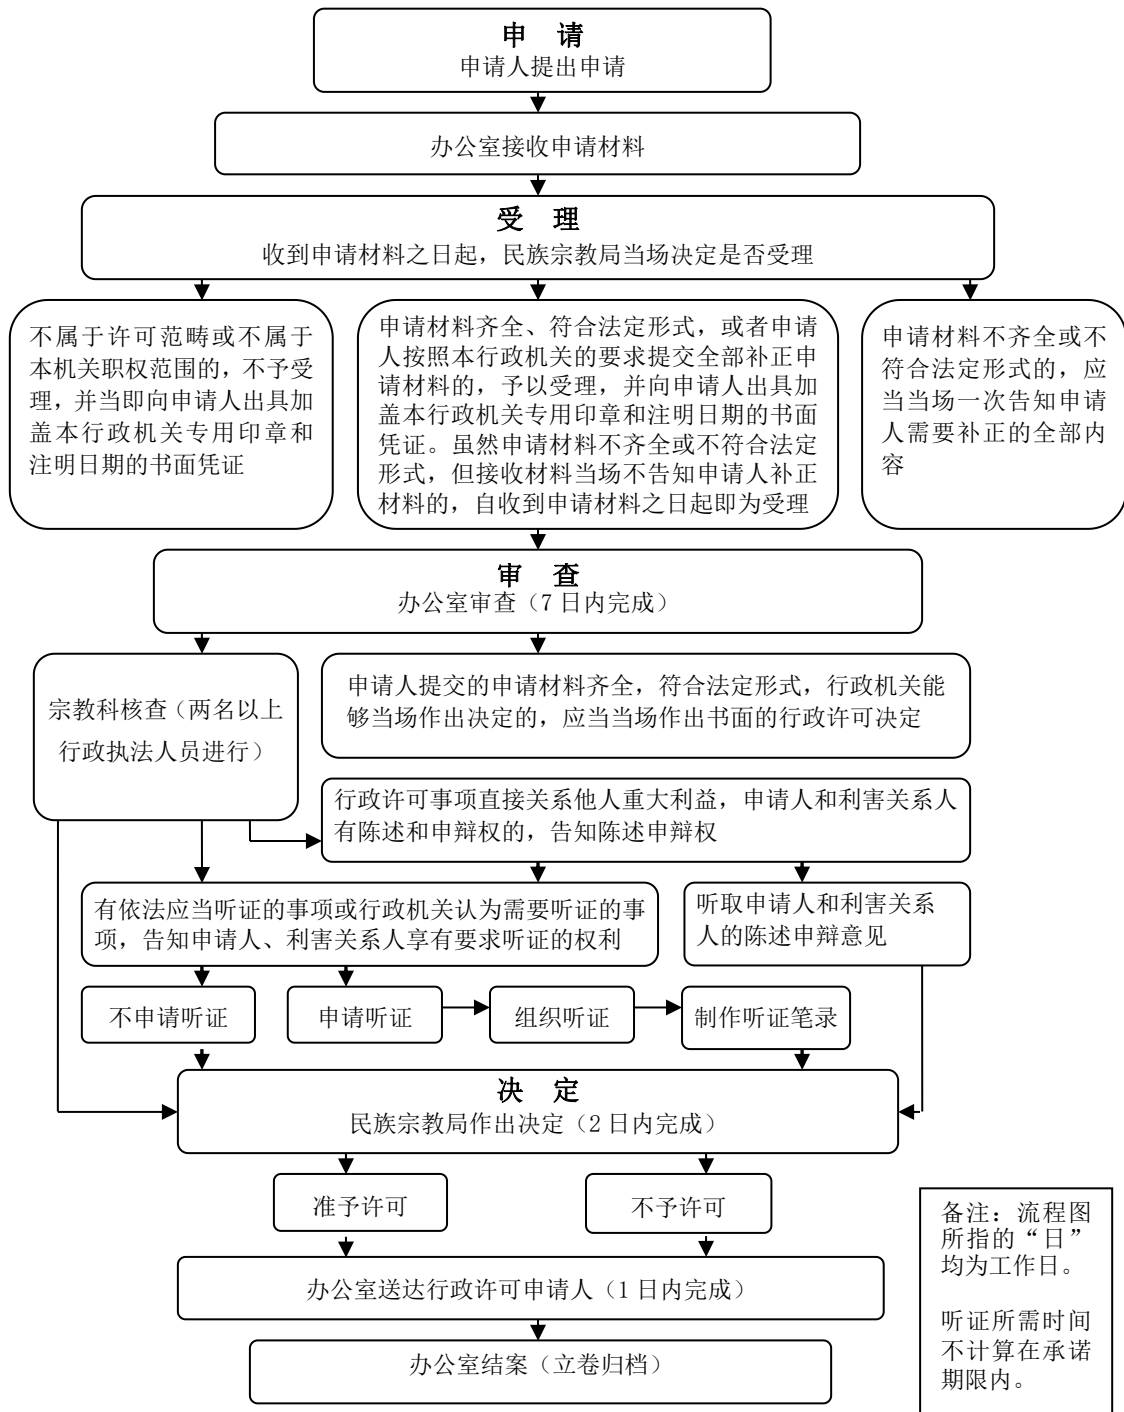 申 请
申请人提出申请
办公室接收申请材料
受 理
收到申请材料之日起，民族宗教局当场决定是否受理
不属于许可范畴或不属于
本机关职权范围的，不予受
理，并当即向申请人出具加
盖本行政机关专用印章和
注明日期的书面凭证
申请材料齐全、符合法定形式，或者申请
人按照本行政机关的要求提交全部补正申
请材料的，予以受理，并向申请人出具加
盖本行政机关专用印章和注明日期的书面
凭证。虽然申请材料不齐全或不符合法定
形式，但接收材料当场不告知申请人补正
材料的，自收到申请材料之日起即为受理
申请材料不齐全或不
符合法定形式的，应
当当场一次告知申请
人需要补正的全部内
容
审 查
办公室审查（7 日内完成）
宗教科核查（两名以上
行政执法人员进行）
申请人提交的申请材料齐全，符合法定形式，行政机关能
够当场作出决定的，应当当场作出书面的行政许可决定
行政许可事项直接关系他人重大利益，申请人和利害关系人
有陈述和申辩权的，告知陈述申辩权
有依法应当听证的事项或行政机关认为需要听证的事
项，告知申请人、利害关系人享有要求听证的权利
听取申请人和利害关系
人的陈述申辩意见
不申请听证
申请听证
组织听证
制作听证笔录
决 定
民族宗教局作出决定（2 日内完成）
准予许可
不予许可
办公室送达行政许可申请人（1 日内完成）
办公室结案（立卷归档）
备注：流程图
所指的“日”
均为工作日。
听证所需时间
不计算在承诺
期限内。